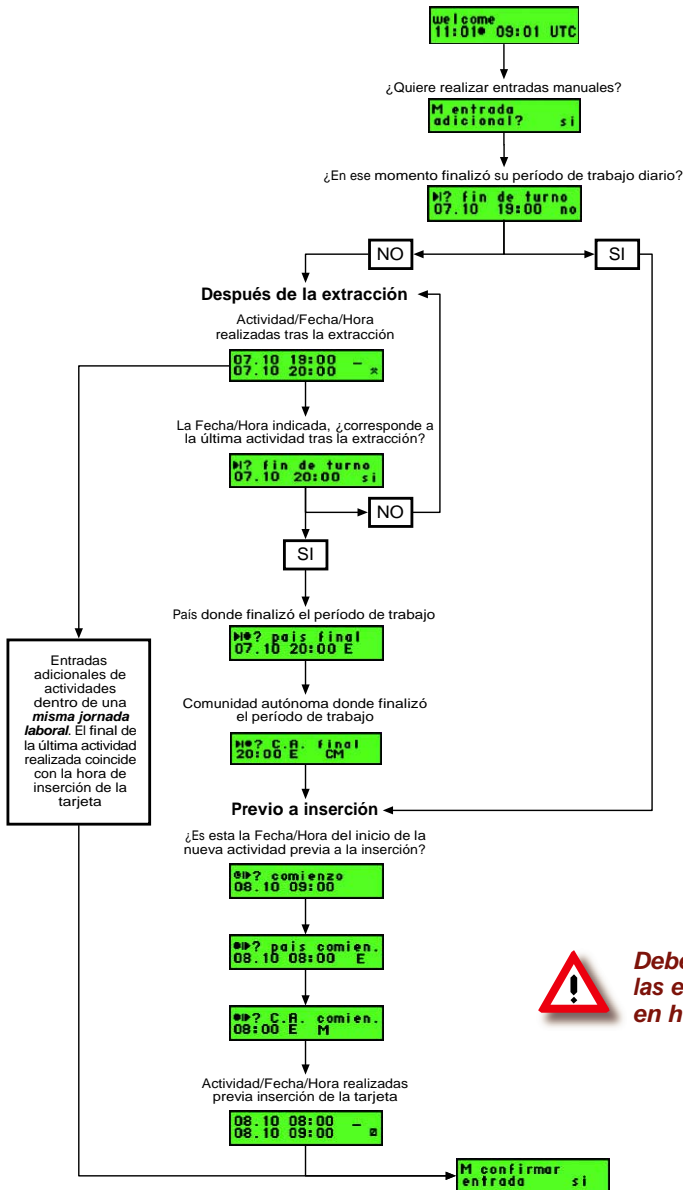 welcome
11:01● 09:01 UTC
¿Quiere realizar entradas manuales?
M entrada
adicional? si
¿En ese momento finalizó su período de trabajo diario?
? fin de turno
07.10 19:00 no
NO
SI
Después de la extracción
Actividad/Fecha/Hora
realizadas tras la extracción
07.10 19:00 –
07.10 20:00
La Fecha/Hora indicada, ¿corresponde a
la última actividad tras la extracción?
? fin de turno
07.10 20:00 si
NO
SI
País donde finalizó el período de trabajo
? pais final
07.10 20:00 E
Entradas
adicionales de
actividades
dentro de una
misma jornada
laboral. El final de
la última actividad
realizada coincide
con la hora de
inserción de la
tarjeta
Comunidad autónoma donde finalizó
el período de trabajo
? C.A. final
20:00 E CM
Previo a inserción
¿Es esta la Fecha/Hora del inicio de la
nueva actividad previa a la inserción?
? comienzo
08.10 09:00
? pais comien.
08.10 08:00 E
Debe
las e
en h
? C.A. comien.
08:00 E M
Actividad/Fecha/Hora realizadas
previa inserción de la tarjeta
08.10 08:00 –
08.10 09:00
M confirmar
entrada si